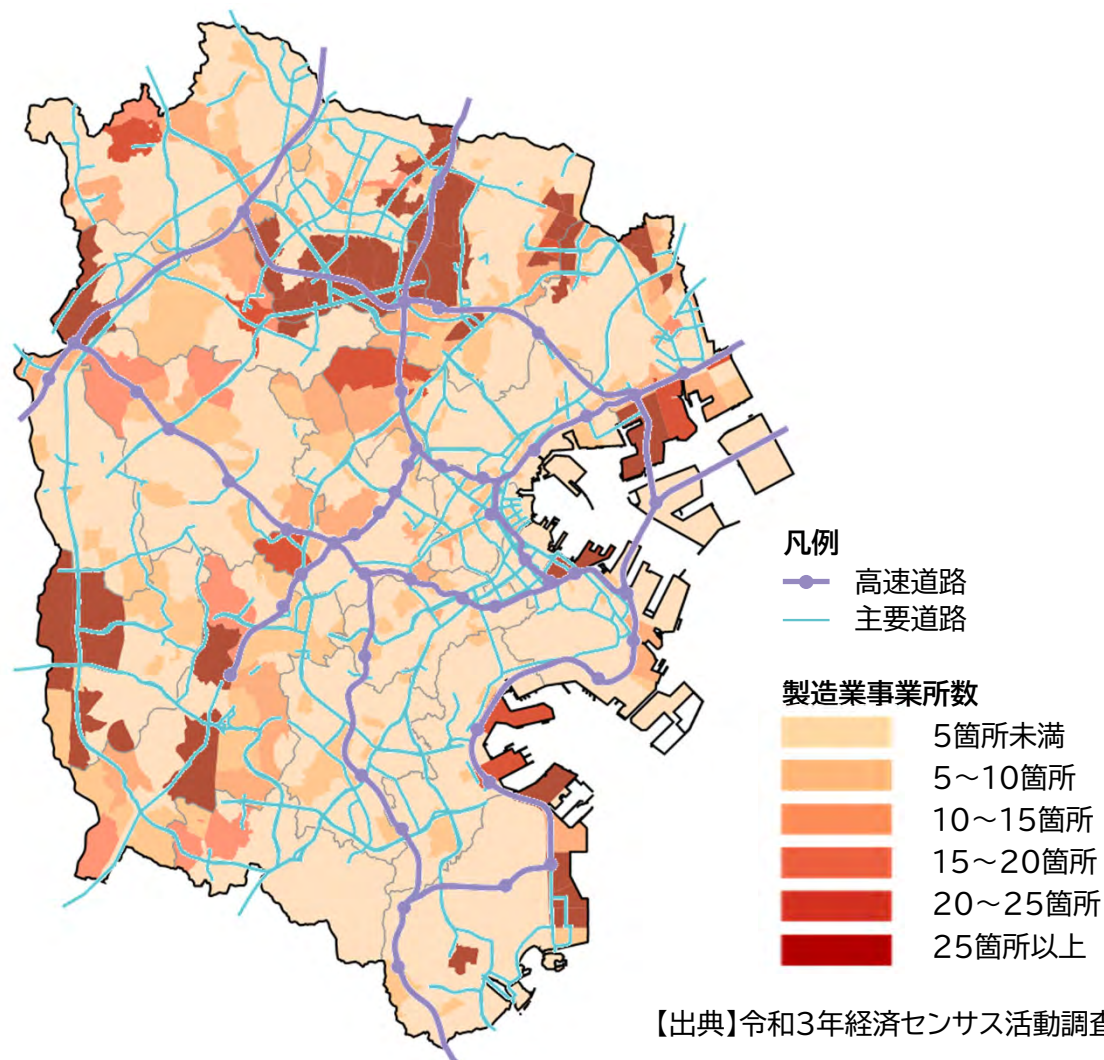 凡例
高速道路
主要道路
製造業事業所数
5箇所未満
5～10箇所
10～15箇所
15～20箇所
20～25箇所
25箇所以上
【出典】令和3年経済センサス活動調査